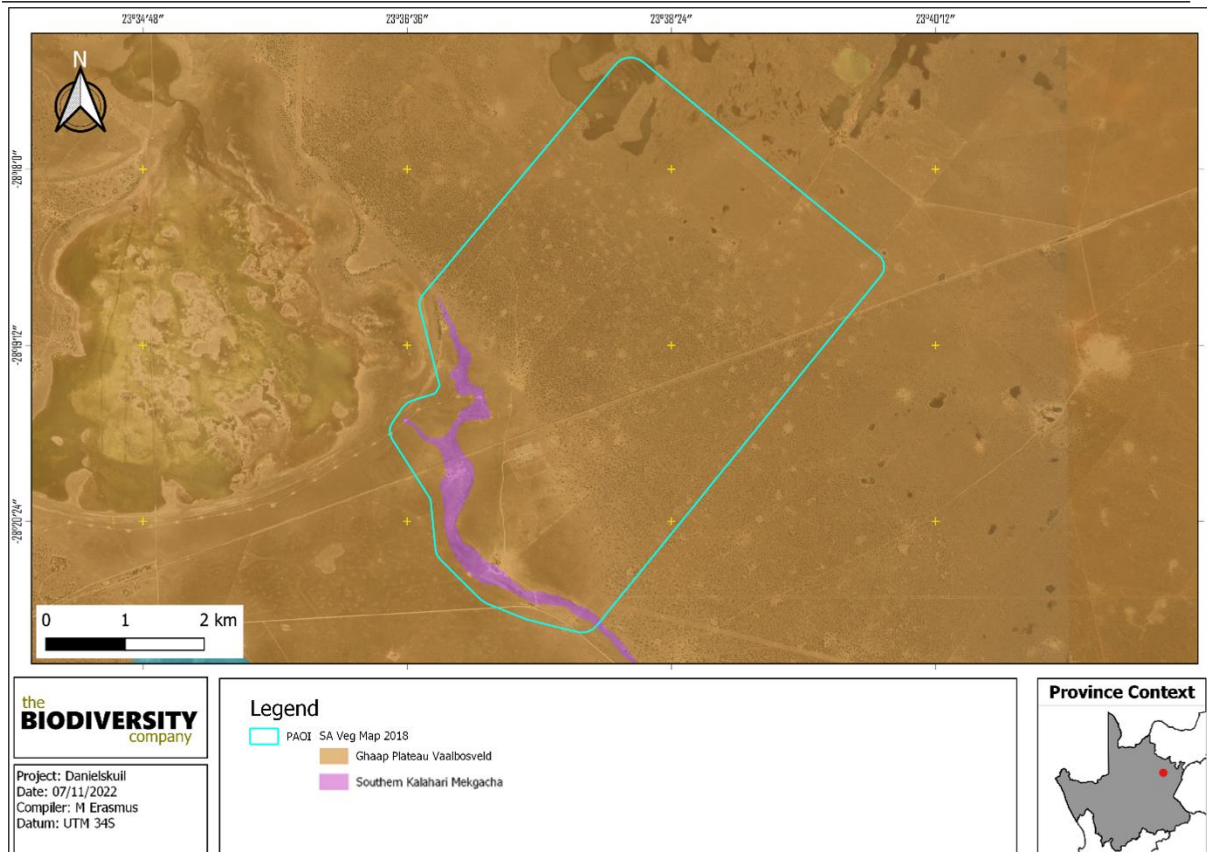 23°34'48" 23°36'36" 23°38'24" 23°40'12"
N
-28°18'0"
-28°19'12"
-28°20'24"
0 1 2 km
the
BIODIVERSITY
company
Project: Danielskuil
Date: 07/11/2022
Compiler: M Erasmus
Datum: UTM 34S
Legend
PAOI SA Veg Map 2018
Ghaap Plateau Vaalbosveld
Southern Kalahari Mekgacha
Province Context